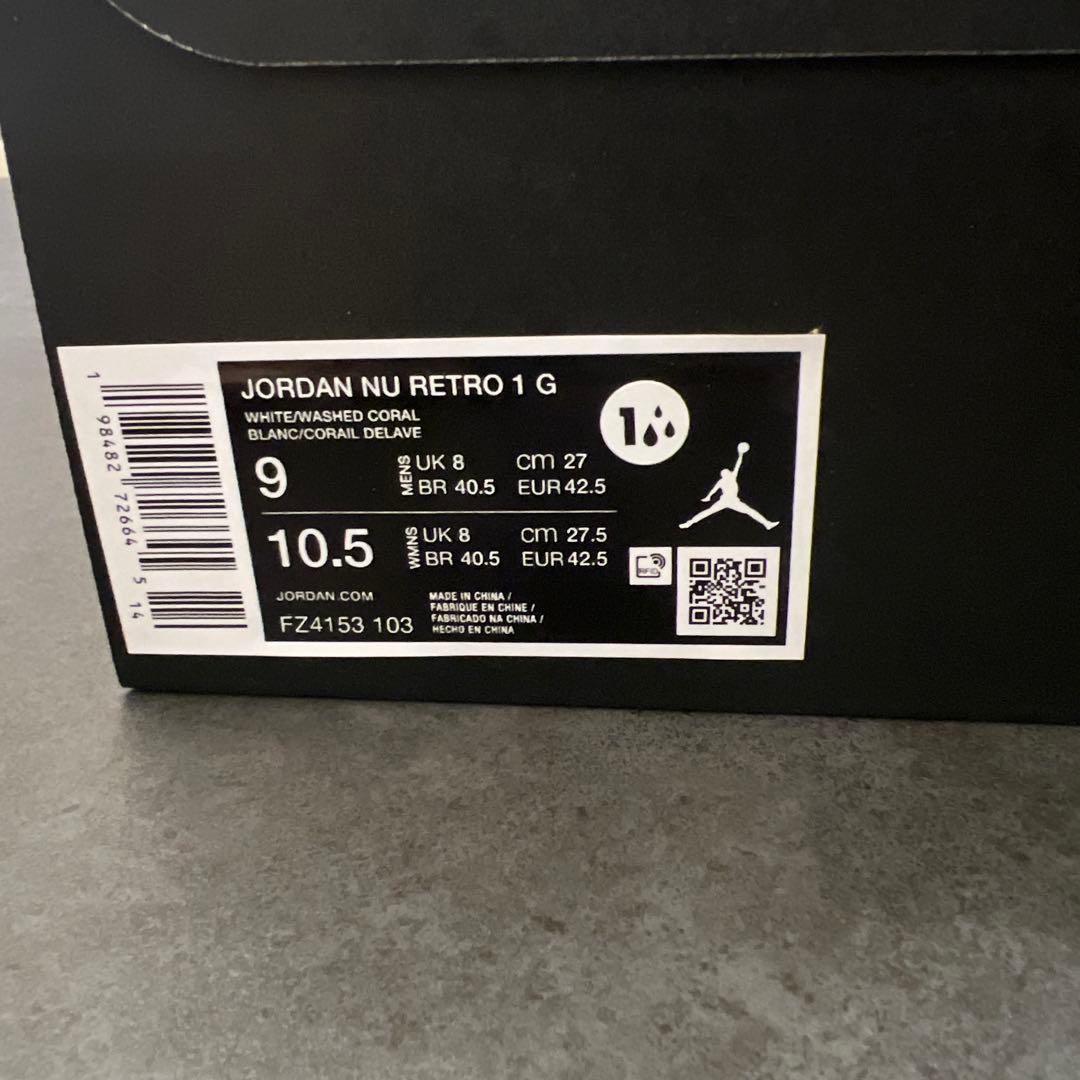 JORDAN NU RETRO 1 G
WHITE/WASHED CORAL
BLANC/CORAIL DELAVE
1
9 MENS UK 8 cm 27
BR 40.5 EUR 42.5
10.5 WMNS UK 8 cm 27.5
BR 40.5 EUR 42.5
RFID
JORDAN.COM
FZ4153 103
MADE IN CHINA /
FABRIQUE EN CHINE /
FABRICADO NA CHINA /
HECHO EN CHINA
1 98482 72664 5 14